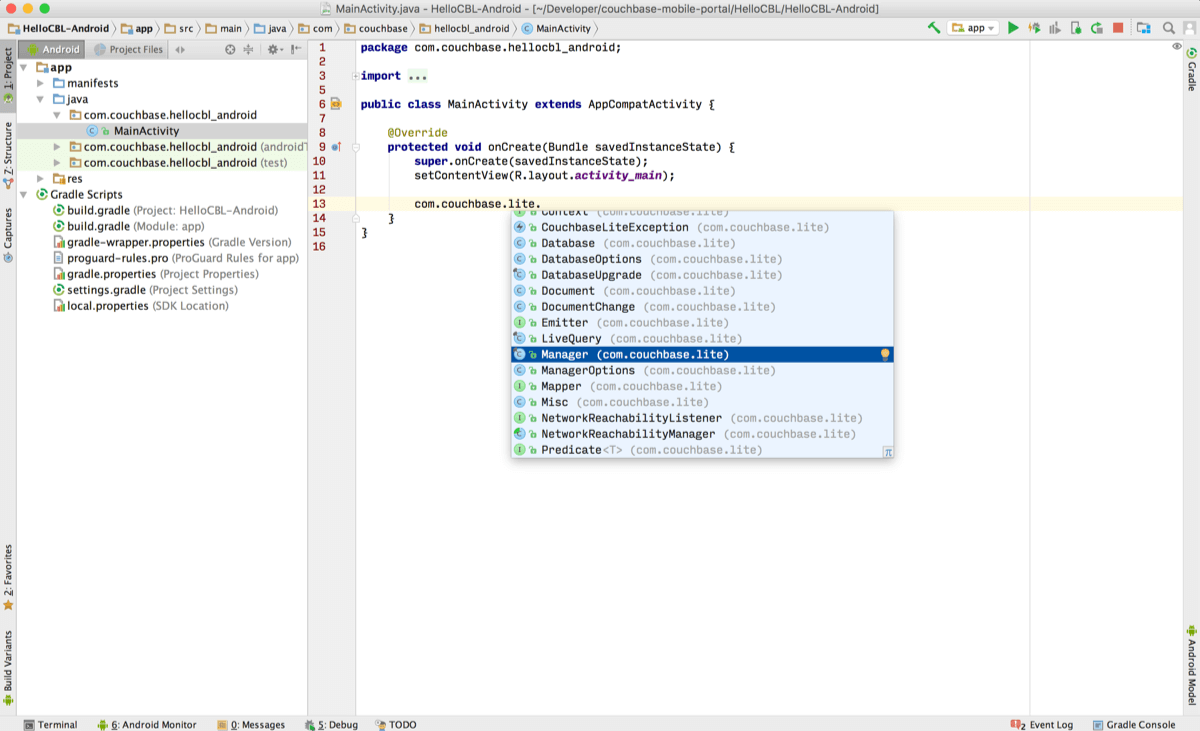 MainActivity.java - HelloCBL-Android - [~/Developer/couchbase-mobile-portal/HelloCBL/HelloCBL-Android]
HelloCBL-Android app src main java com couchbase hellocbl_android MainActivity app
Android Project Files
1: Project
Z: Structure
Captures
2: Favorites
Build Variants
app
manifests
java
com.couchbase.hellocbl_android
MainActivity
com.couchbase.hellocbl_android (androidT
com.couchbase.hellocbl_android (test)
res
Gradle Scripts
build.gradle (Project: HelloCBL-Android)
build.gradle (Module: app)
gradle-wrapper.properties (Gradle Version)
proguard-rules.pro (ProGuard Rules for app)
gradle.properties (Project Properties)
settings.gradle (Project Settings)
local.properties (SDK Location)
1 package com.couchbase.hellocbl_android;
2
3 import ...
5
6 public class MainActivity extends AppCompatActivity {
7
8 @Override
9 protected void onCreate(Bundle savedInstanceState) {
10 super.onCreate(savedInstanceState);
11 setContentView(R.layout.activity_main);
12
13 com.couchbase.lite.
14 }
15 }
16
Context (com.couchbase.lite)
CouchbaseLiteException (com.couchbase.lite)
Database (com.couchbase.lite)
DatabaseOptions (com.couchbase.lite)
DatabaseUpgrade (com.couchbase.lite)
Document (com.couchbase.lite)
DocumentChange (com.couchbase.lite)
Emitter (com.couchbase.lite)
LiveQuery (com.couchbase.lite)
Manager (com.couchbase.lite)
ManagerOptions (com.couchbase.lite)
Mapper (com.couchbase.lite)
Misc (com.couchbase.lite)
NetworkReachabilityListener (com.couchbase.lite)
NetworkReachabilityManager (com.couchbase.lite)
Predicate<T> (com.couchbase.lite)
π
Gradle
Android Model
Terminal 6: Android Monitor 0: Messages 5: Debug TODO 2 Event Log Gradle Console